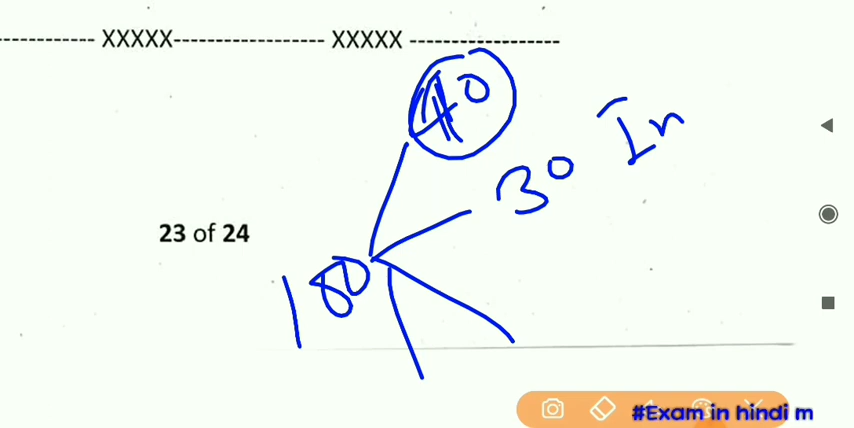 ------------ XXXXX------------------- XXXXX -------------------
40
30 In
23 of 24
180
#Exam in hindi m